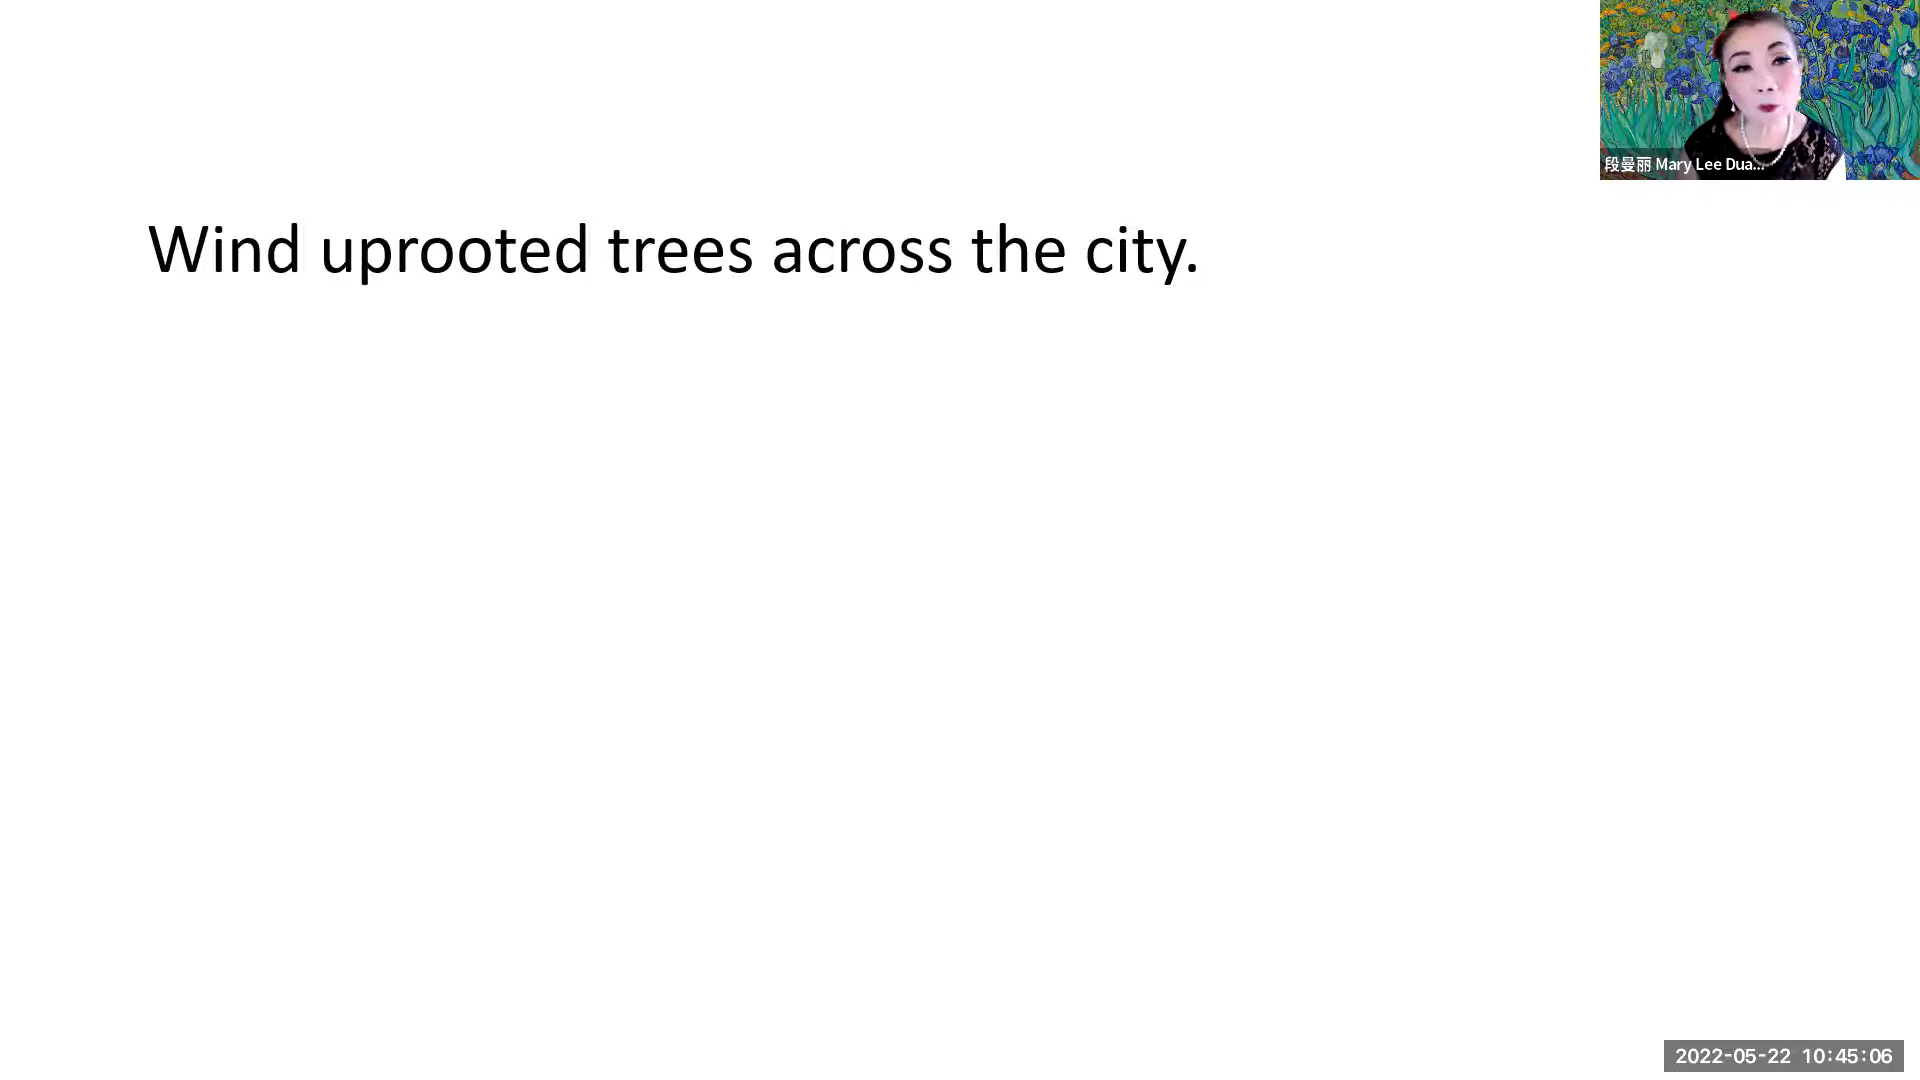 段曼丽 Mary Lee Dua...
Wind uprooted trees across the city.
2022-05-22 10:45:06